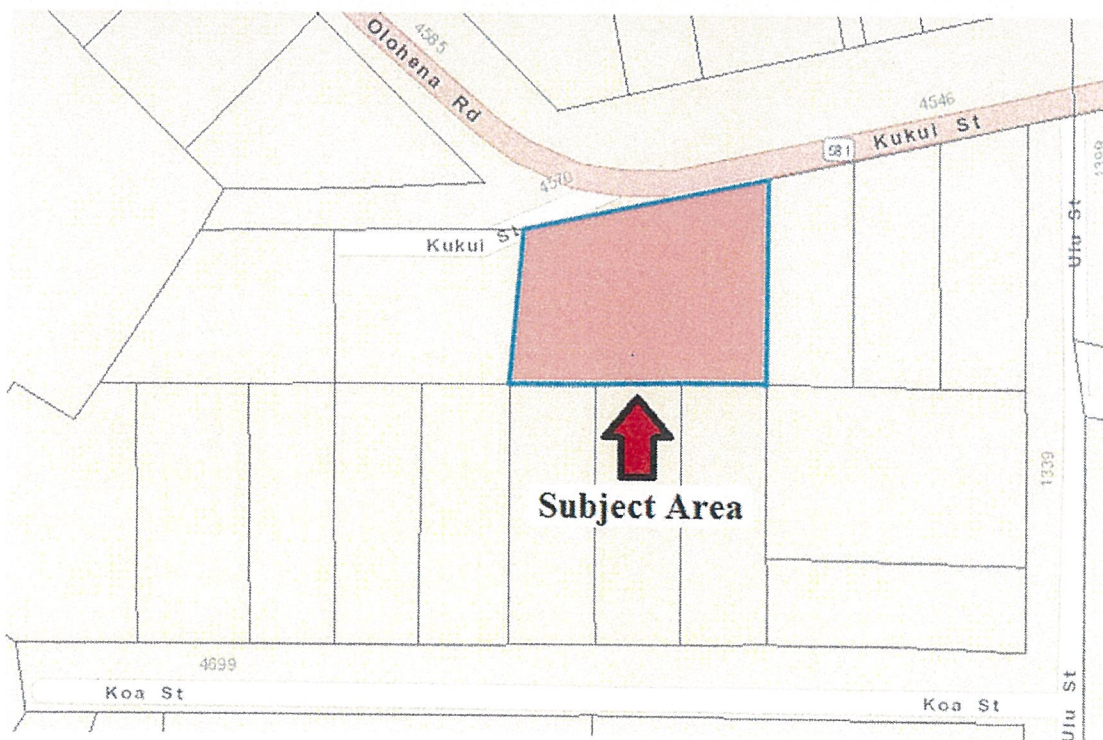 4585
Olohena Rd
4546
581
Kukui St
1399
4570
Ulu St
Kukui St
Subject Area
1339
4699
Koa St
Koa St
Ulu St